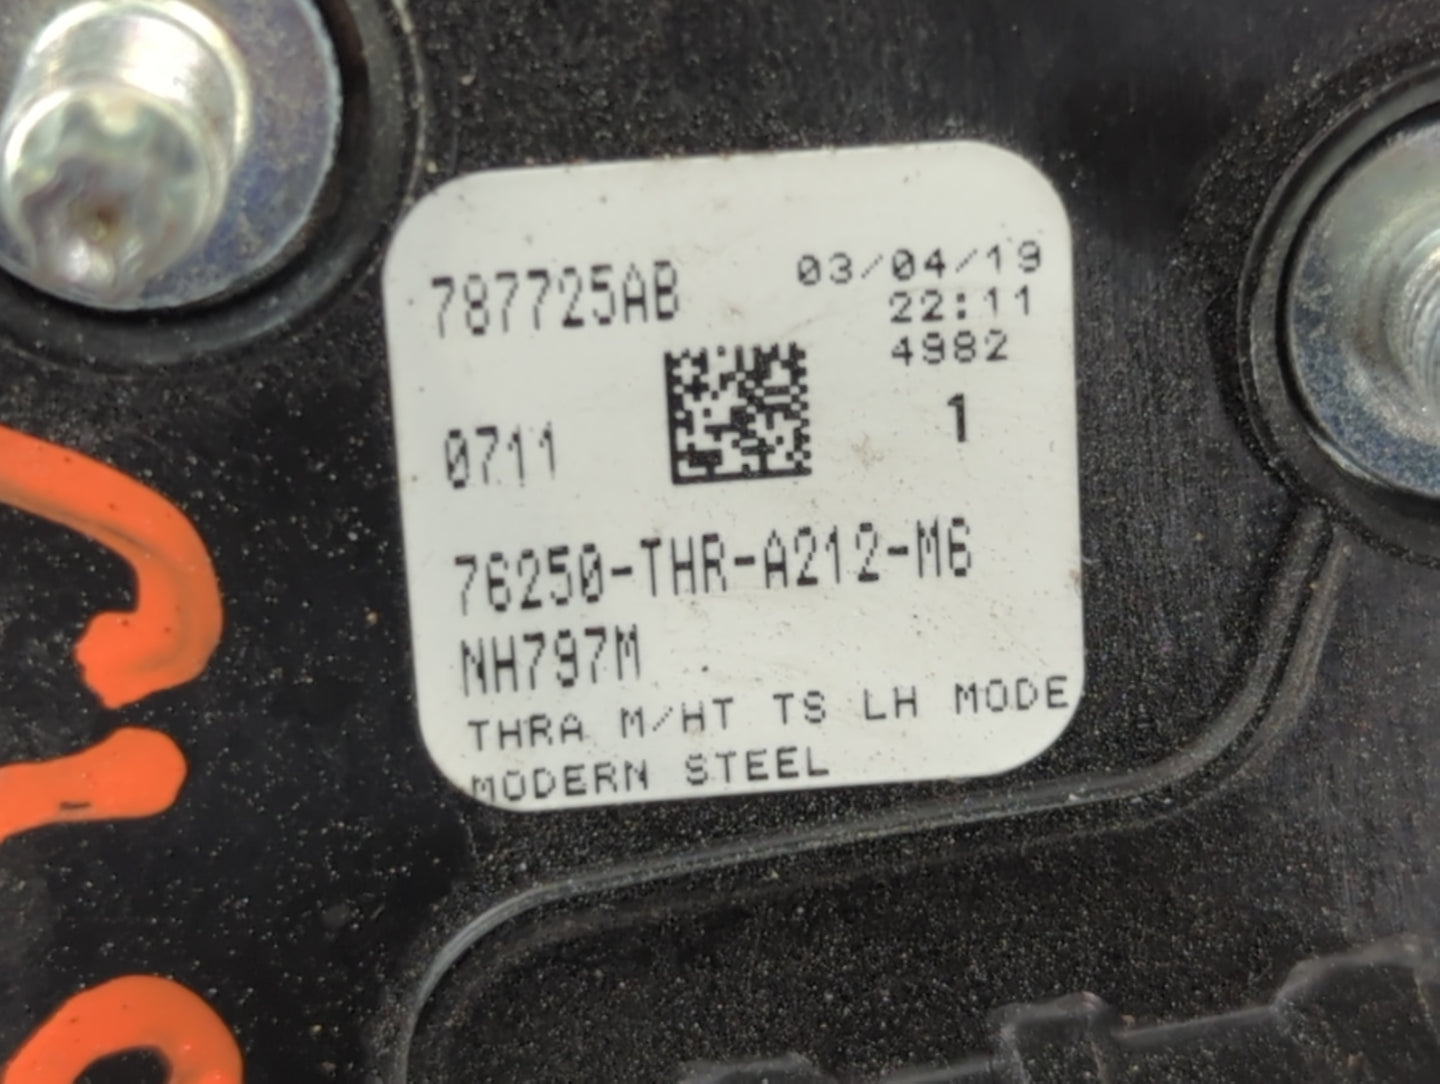 787725AB 03/04/19
22:11
4982
0711 1
76250-THR-A212-M6
NH797M
THRA M/HT TS LH MODE
MODERN STEEL